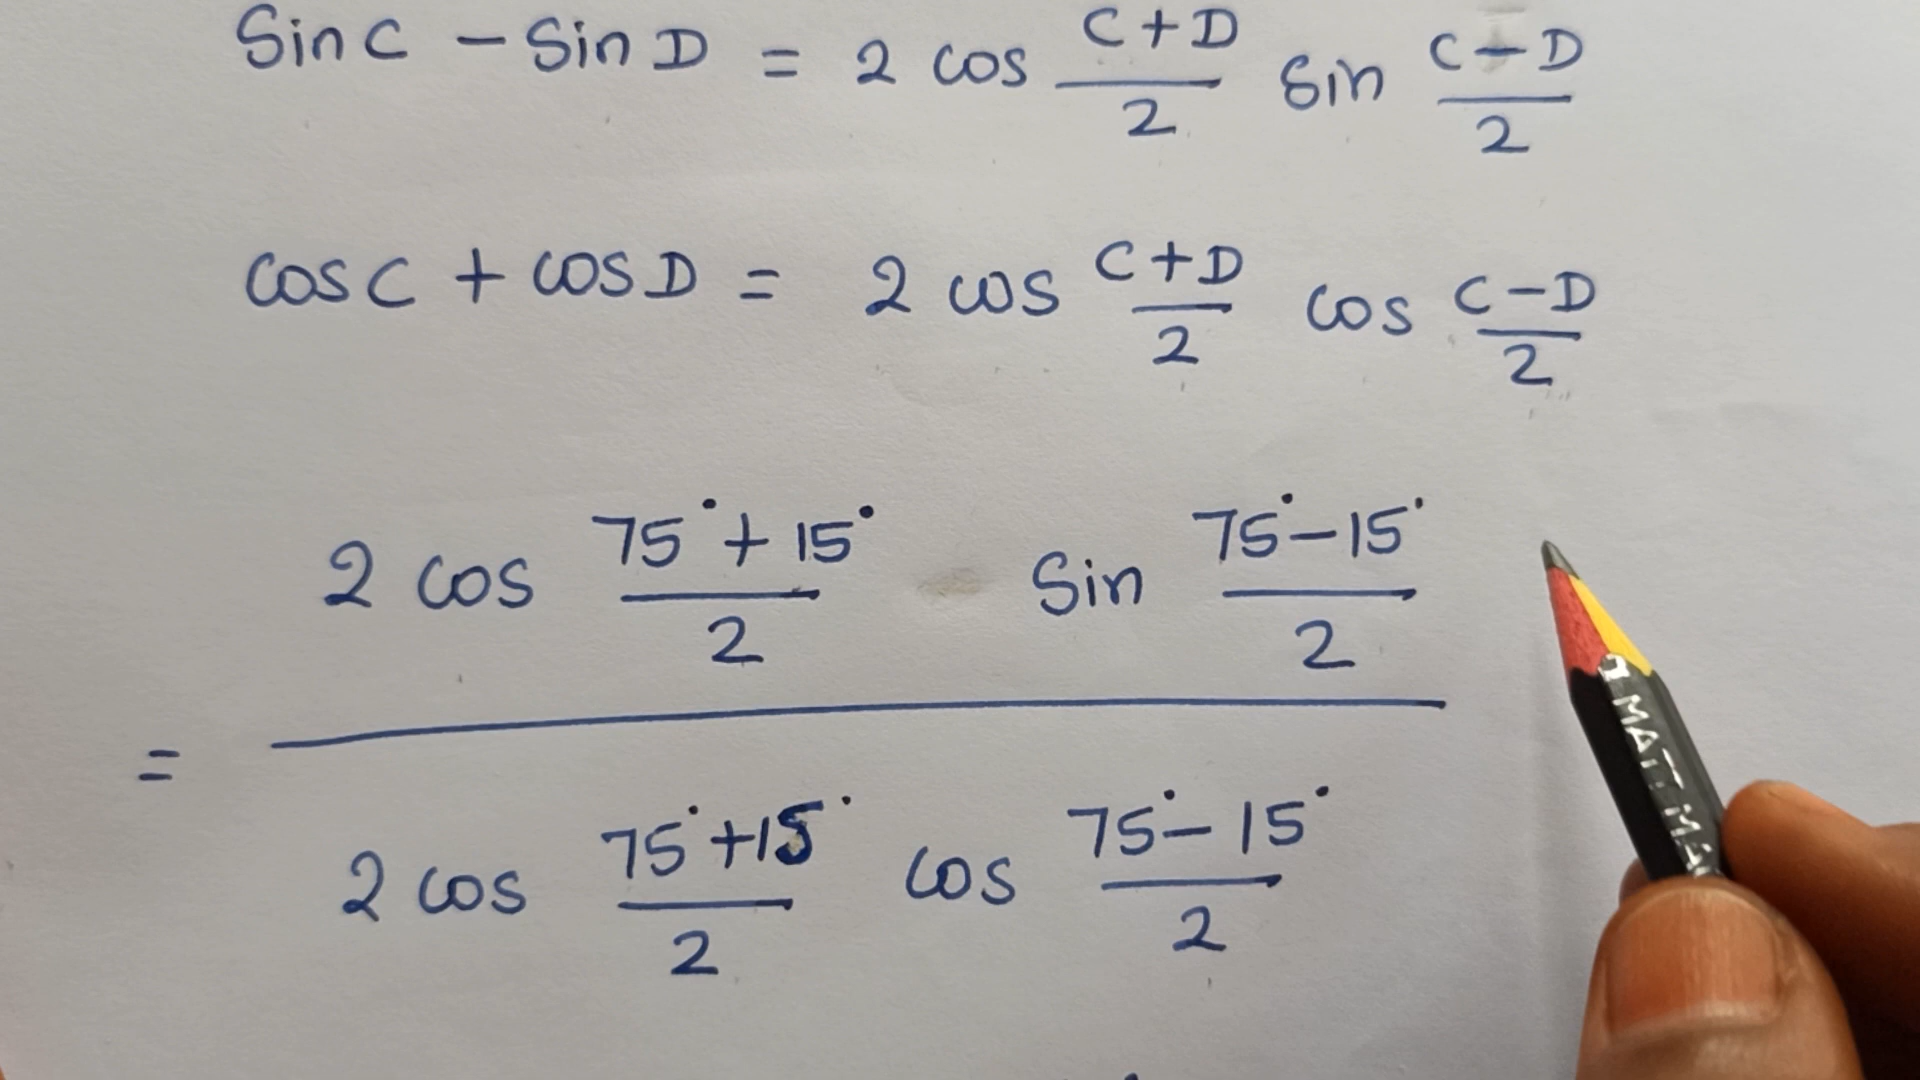 Sin C − Sin D = 2 cos (C+D)/2 Sin (C−D)/2
cos C + cos D = 2 cos (C+D)/2 cos (C−D)/2
2 cos (75°+15°)/2 Sin (75°−15°)/2
=
2 cos (75°+15°)/2 cos (75°−15°)/2
MATTMA